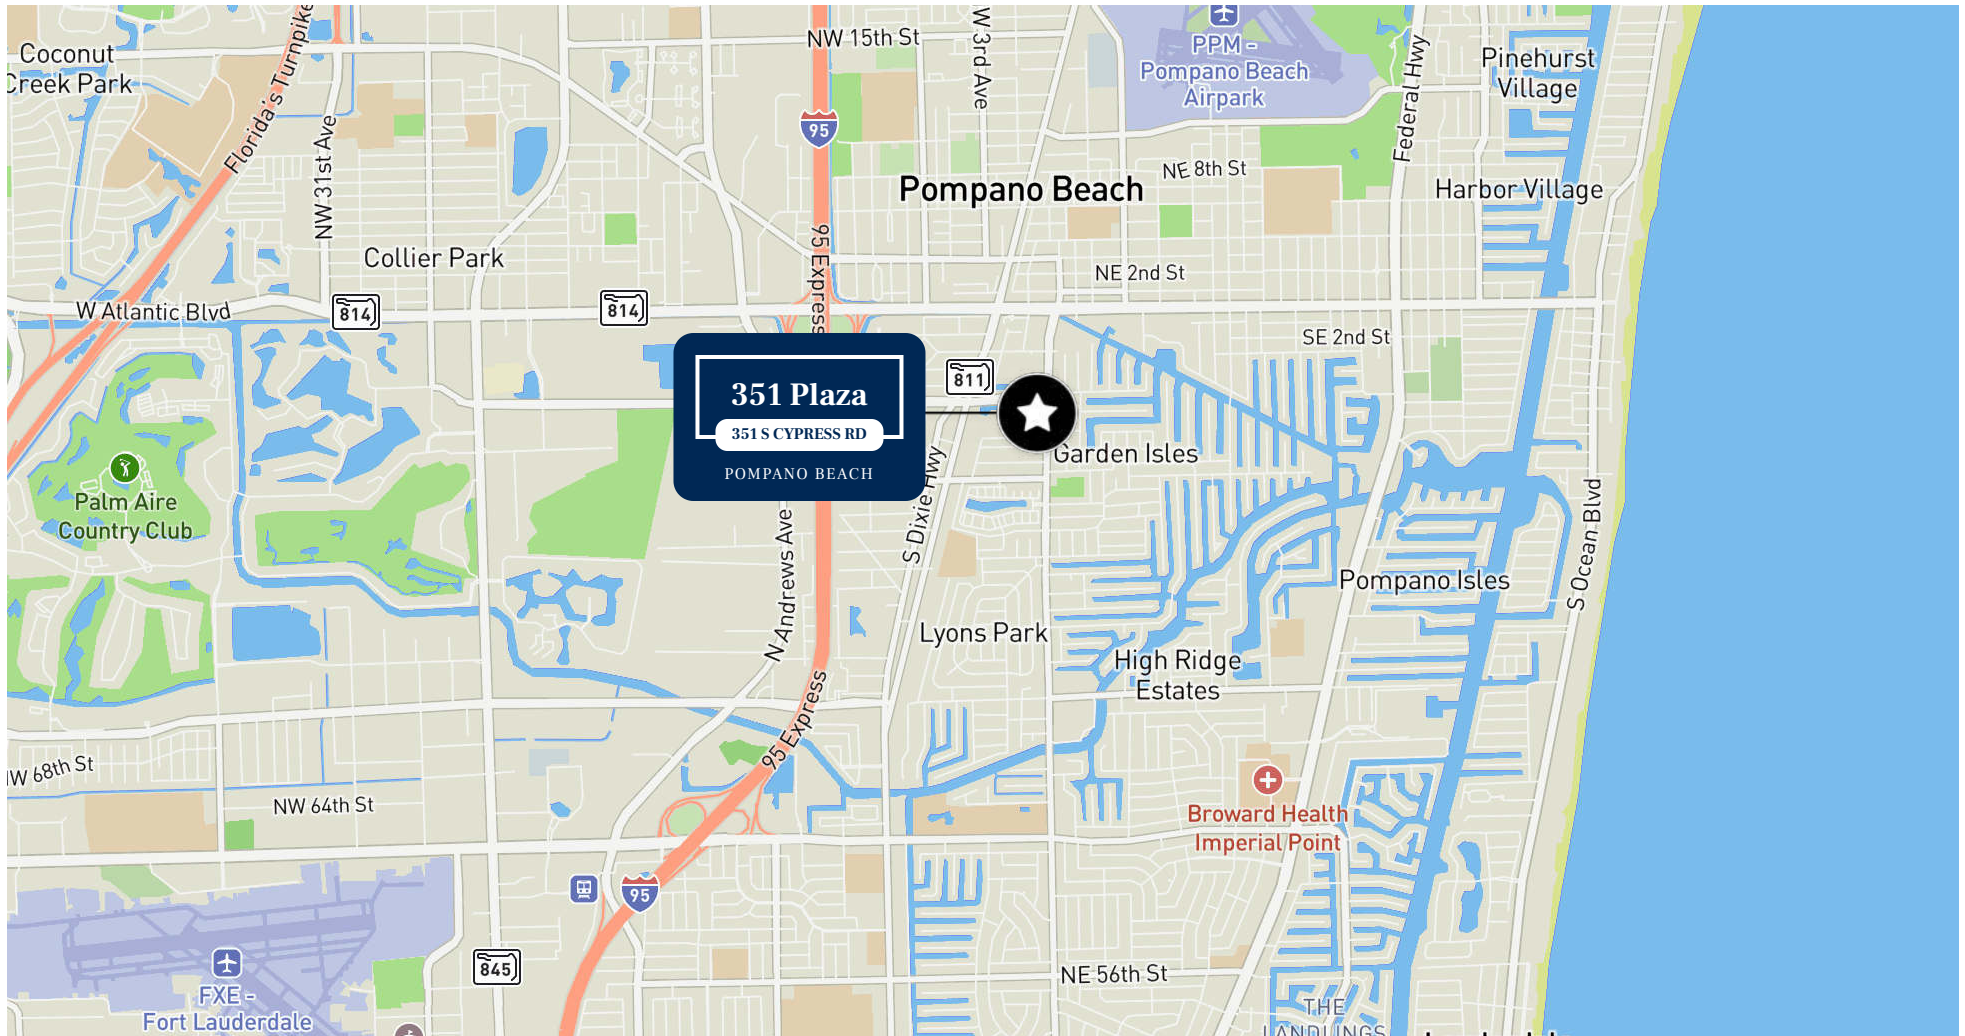 Coconut
Creek Park
Florida's Turnpike
NW 31st Ave
NW 15th St
NW 3rd Ave
95
PPM -
Pompano Beach
Airpark
Federal Hwy
Pinehurst
Village
Pompano Beach
NE 8th St
Harbor Village
Collier Park
95 Express
NE 2nd St
W Atlantic Blvd
814
814
SE 2nd St
351 Plaza
351 S CYPRESS RD
POMPANO BEACH
811
Garden Isles
S Dixie Hwy
Palm Aire
Country Club
N Andrews Ave
S Ocean Blvd
Pompano Isles
Lyons Park
High Ridge
Estates
95 Express
NW 68th St
NW 64th St
Broward Health
Imperial Point
95
845
NE 56th St
FXE -
Fort Lauderdale
THE
LANDINGS